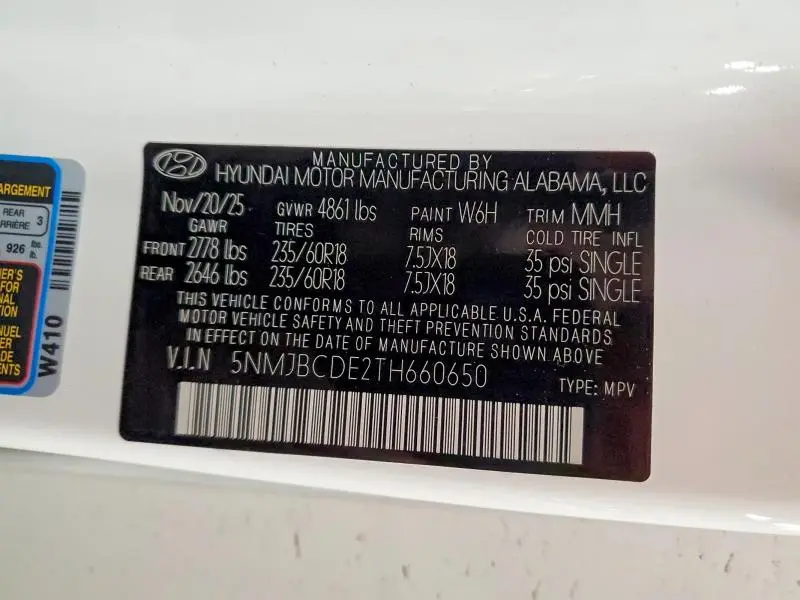 MANUFACTURED BY
HYUNDAI MOTOR MANUFACTURING ALABAMA, LLC
Nov/20/25 GVWR 4861 lbs PAINT W6H TRIM MMH
GAWR TIRES RIMS COLD TIRE INFL
FRONT 2778 lbs 235/60R18 7.5JX18 35 psi SINGLE
REAR 2646 lbs 235/60R18 7.5JX18 35 psi SINGLE
THIS VEHICLE CONFORMS TO ALL APPLICABLE U.S.A. FEDERAL
MOTOR VEHICLE SAFETY AND THEFT PREVENTION STANDARDS
IN EFFECT ON THE DATE OF MANUFACTURE SHOWN ABOVE
V.I.N 5NMJBCDE2TH660650
TYPE: MPV
REAR 3
926 lbs.
lb.
FOR
W410